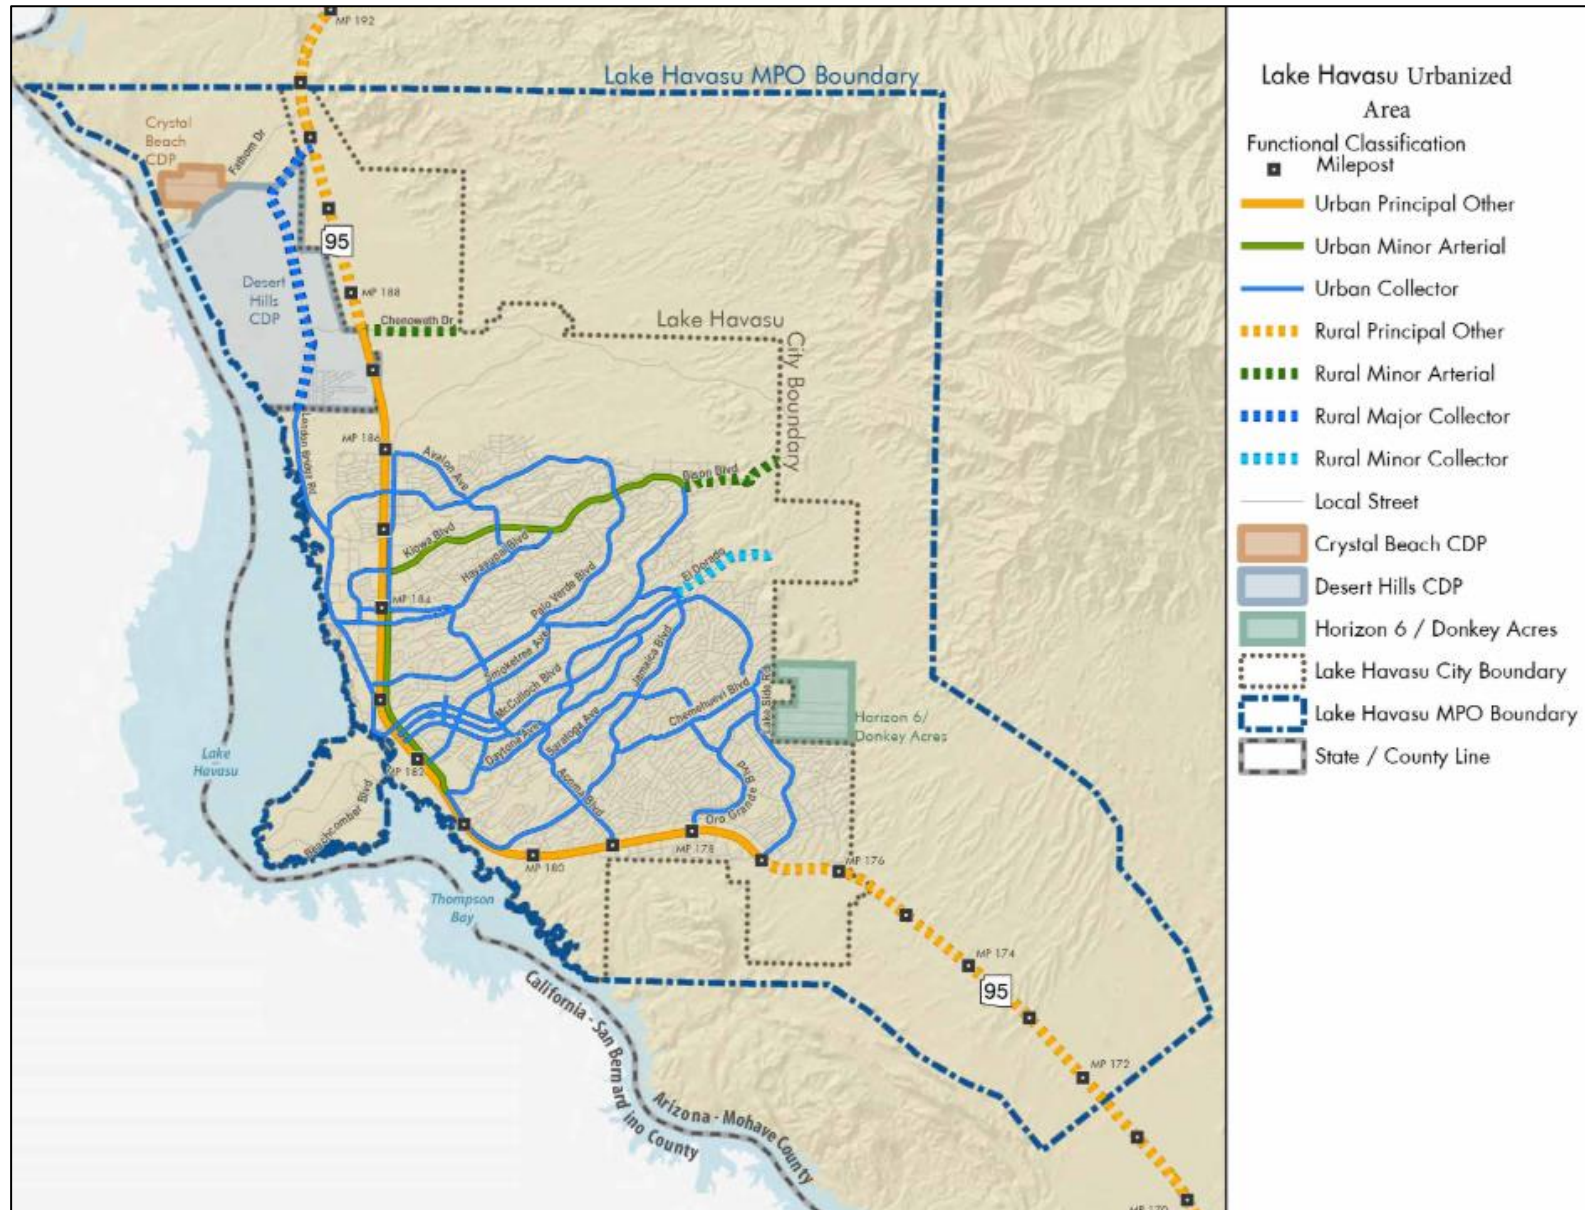 MP 192
Lake Havasu MPO Boundary
Crystal
Beach
CDP
Fathom Dr
95
Desert
Hills
CDP
MP 188
Chenoweth Dr
Lake Havasu
City Boundary
London Bridge Rd
MP 186
Avalon Ave
Bison Blvd
Kiowa Blvd
Havasupai Blvd
El Dorado
Palo Verde Blvd
MP 184
Smoketree Ave
Jamaica Blvd
McCulloch Blvd
Chemehuevi Blvd
Lake Side Rd
Saratoga Ave
Daytona Ave
Horizon 6/
Donkey Acres
Lake
Havasu
MP 182
Acoma Blvd
Oro Grande Blvd
Beachcomber Blvd
MP 180
MP 178
MP 176
Thompson
Bay
MP 174
95
California - San Bernardino County
MP 172
Arizona - Mohave County
MP 170
Lake Havasu Urbanized
Area
Functional Classification
Milepost
Urban Principal Other
Urban Minor Arterial
Urban Collector
Rural Principal Other
Rural Minor Arterial
Rural Major Collector
Rural Minor Collector
Local Street
Crystal Beach CDP
Desert Hills CDP
Horizon 6 / Donkey Acres
Lake Havasu City Boundary
Lake Havasu MPO Boundary
State / County Line